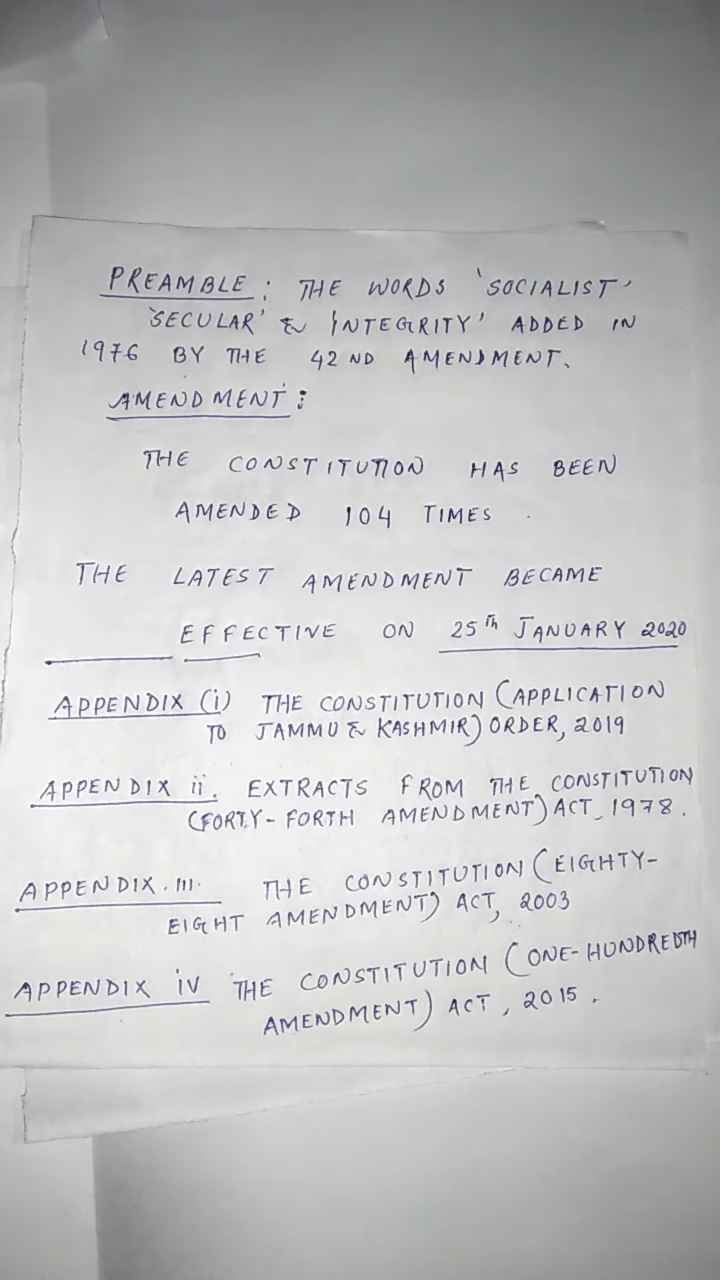 PREAMBLE: THE WORDS 'SOCIALIST'
'SECULAR' & 'INTEGRITY' ADDED IN
1976 BY THE 42ND AMENDMENT.
AMENDMENT:
THE CONSTITUTION HAS BEEN
AMENDED 104 TIMES.
THE LATEST AMENDMENT BECAME
EFFECTIVE ON 25Th JANUARY 2020
APPENDIX (i) THE CONSTITUTION (APPLICATION
TO JAMMU & KASHMIR) ORDER, 2019
APPENDIX ii. EXTRACTS FROM THE CONSTITUTION
(FORTY-FORTH AMENDMENT) ACT, 1978.
APPENDIX.III. THE CONSTITUTION (EIGHTY-
EIGHT AMENDMENT) ACT, 2003
APPENDIX iv THE CONSTITUTION (ONE-HUNDREDTH
AMENDMENT) ACT, 2015.